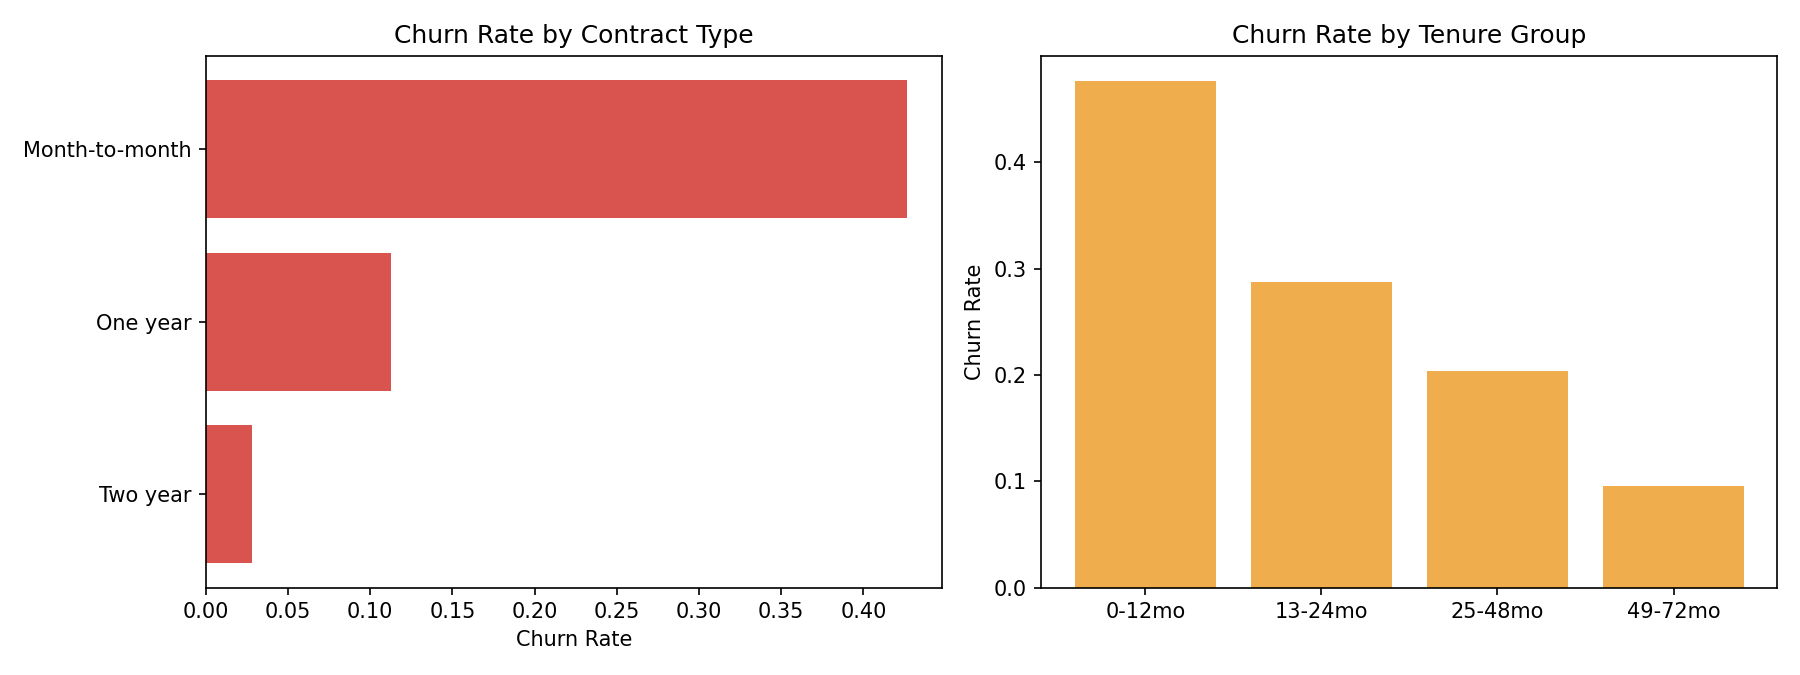 Churn Rate by Contract Type
Month-to-month
One year
Two year
0.00 0.05 0.10 0.15 0.20 0.25 0.30 0.35 0.40
Churn Rate
Churn Rate by Tenure Group
Churn Rate
0.4
0.3
0.2
0.1
0.0
0-12mo 13-24mo 25-48mo 49-72mo